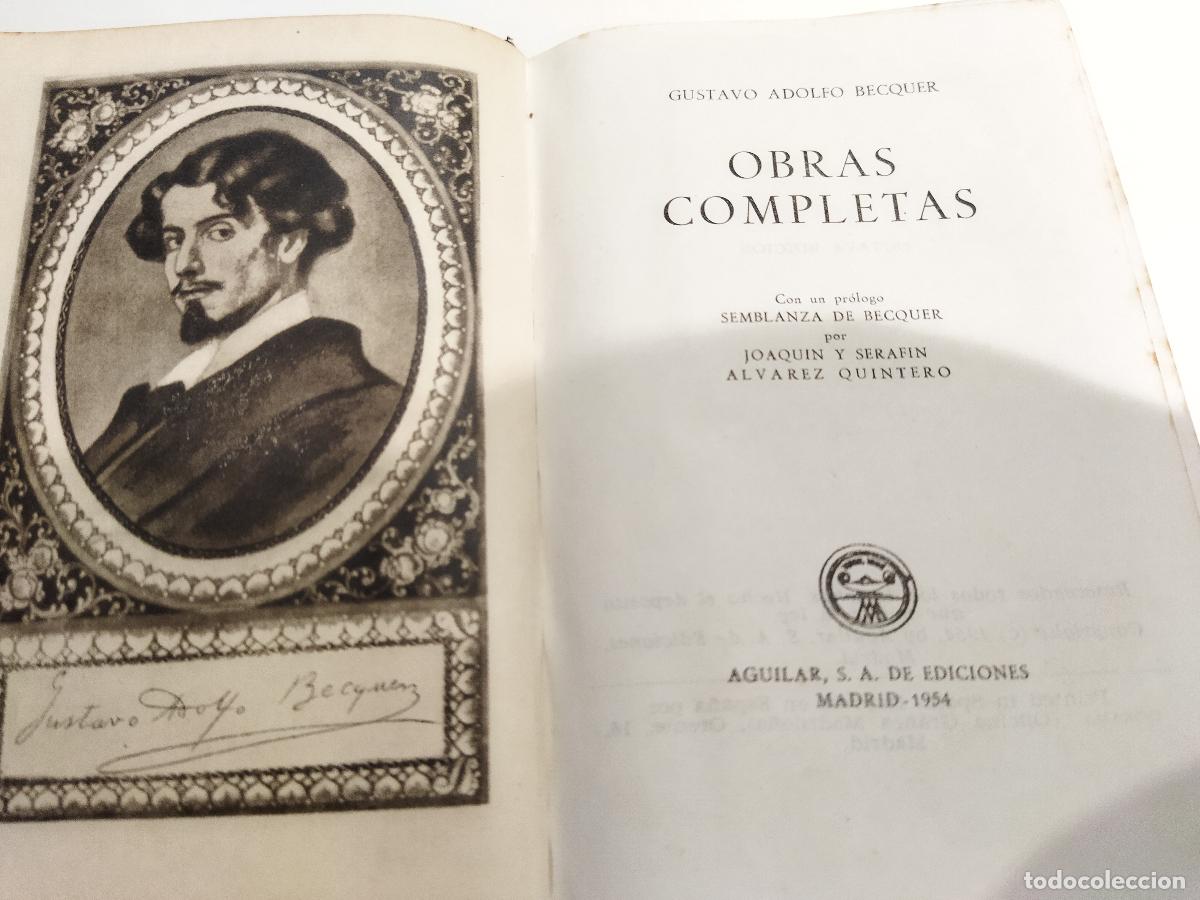 Gustavo Adolfo Becquer
GUSTAVO ADOLFO BECQUER
OBRAS
COMPLETAS
Con un prólogo
SEMBLANZA DE BECQUER
por
JOAQUIN Y SERAFIN
ALVAREZ QUINTERO
AGUILAR, S. A. DE EDICIONES
MADRID-1954
todocoleccion